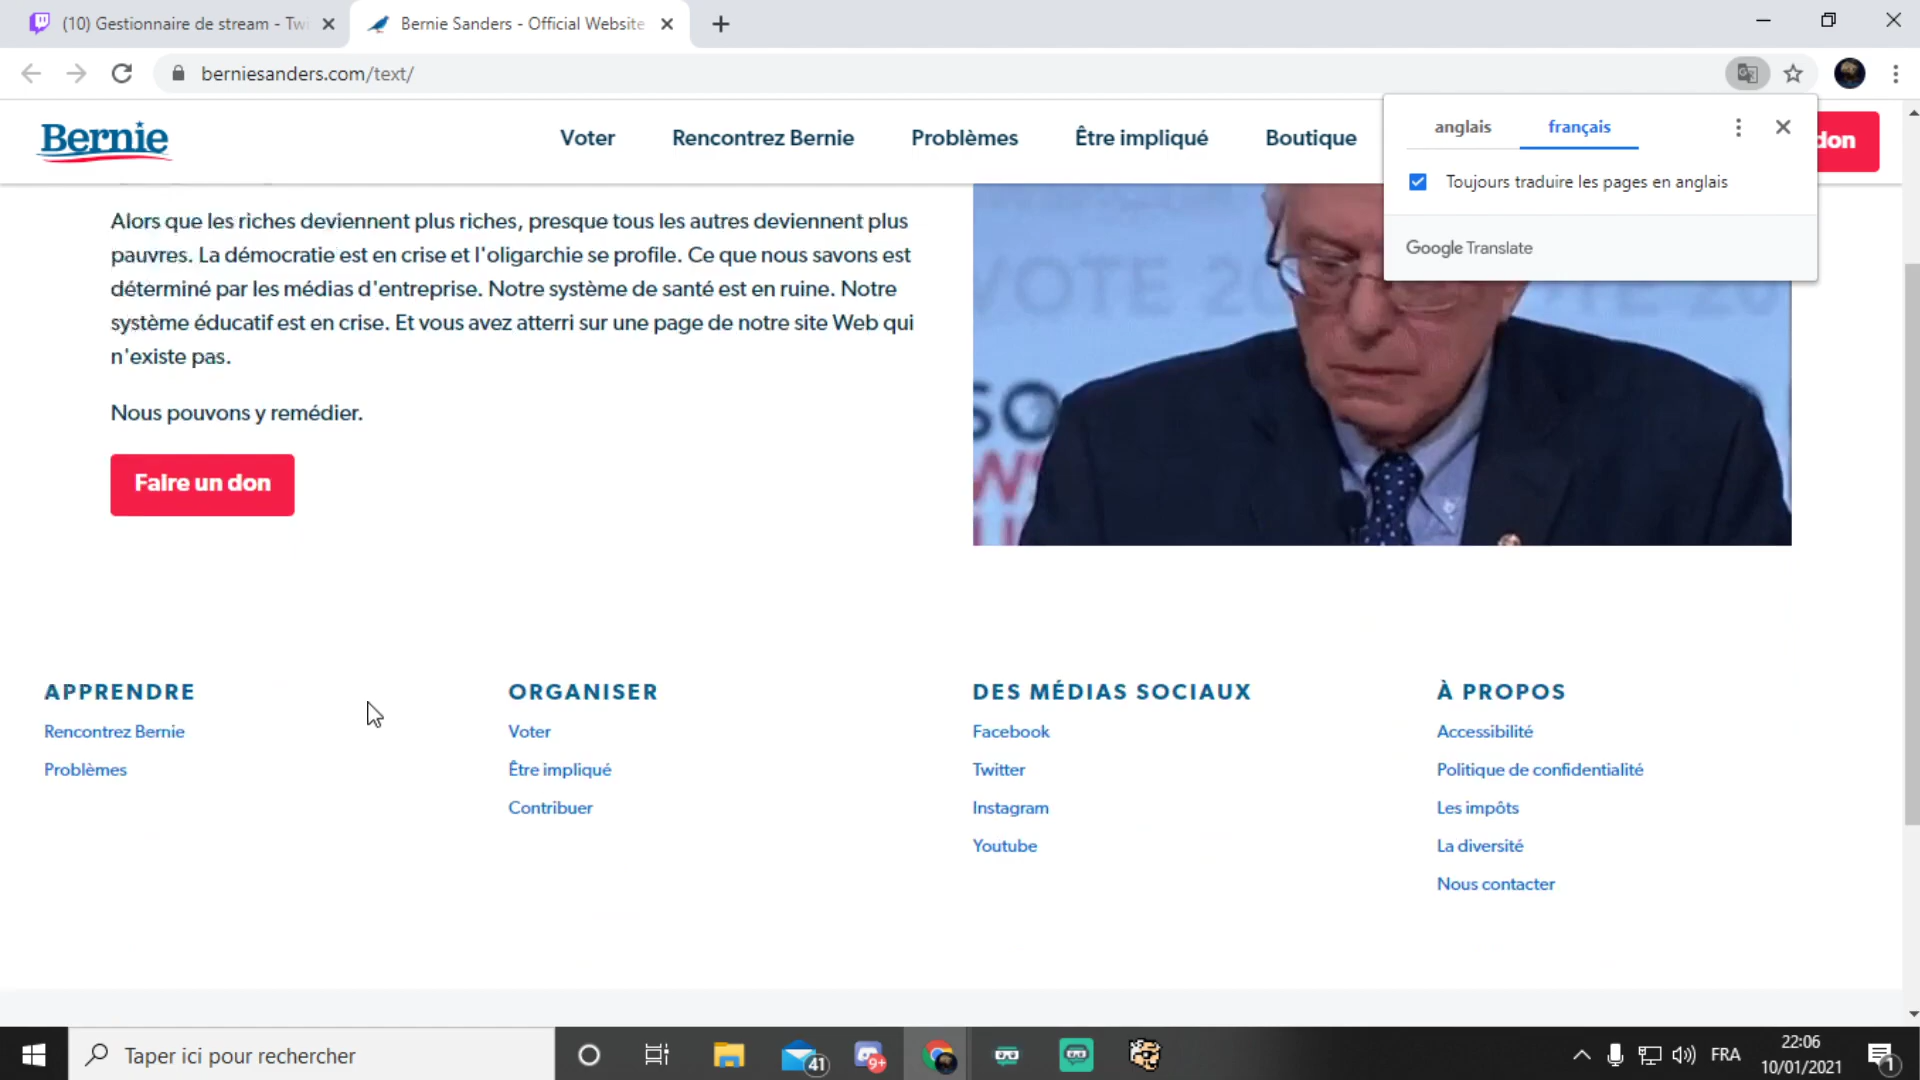 (10) Gestionnaire de stream - Twi
Bernie Sanders - Official Website
berniesanders.com/text/
Bernie
Voter
Rencontrez Bernie
Problèmes
Être impliqué
Boutique
don
anglais
français
Toujours traduire les pages en anglais
Google Translate
Alors que les riches deviennent plus riches, presque tous les autres deviennent plus
pauvres. La démocratie est en crise et l'oligarchie se profile. Ce que nous savons est
déterminé par les médias d'entreprise. Notre système de santé est en ruine. Notre
système éducatif est en crise. Et vous avez atterri sur une page de notre site Web qui
n'existe pas.
Nous pouvons y remédier.
Faire un don
VOTE 20
SO
APPRENDRE
Rencontrez Bernie
Problèmes
ORGANISER
Voter
Être impliqué
Contribuer
DES MÉDIAS SOCIAUX
Facebook
Twitter
Instagram
Youtube
À PROPOS
Accessibilité
Politique de confidentialité
Les impôts
La diversité
Nous contacter
Taper ici pour rechercher
41
9+
FRA
22:06
10/01/2021
1